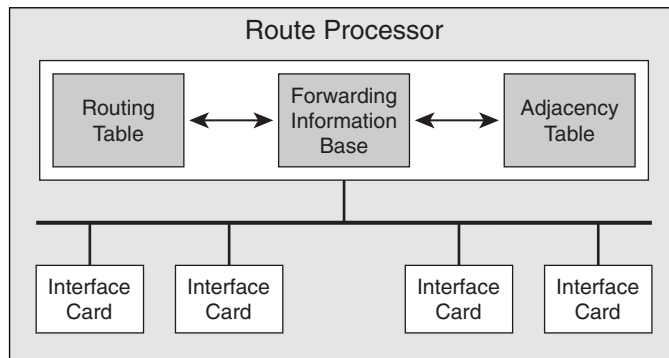 Route Processor
Routing
Table
Forwarding
Information
Base
Adjacency
Table
Interface
Card
Interface
Card
Interface
Card
Interface
Card